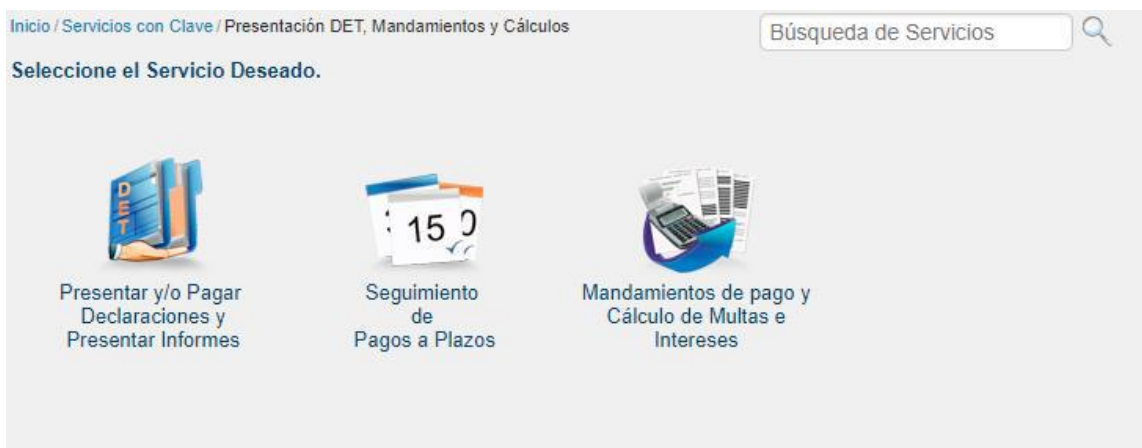 Inicio / Servicios con Clave / Presentación DET, Mandamientos y Cálculos
Búsqueda de Servicios
Seleccione el Servicio Deseado.
DET
15
Presentar y/o Pagar
Declaraciones y
Presentar Informes
Seguimiento
de
Pagos a Plazos
Mandamientos de pago y
Cálculo de Multas e
Intereses